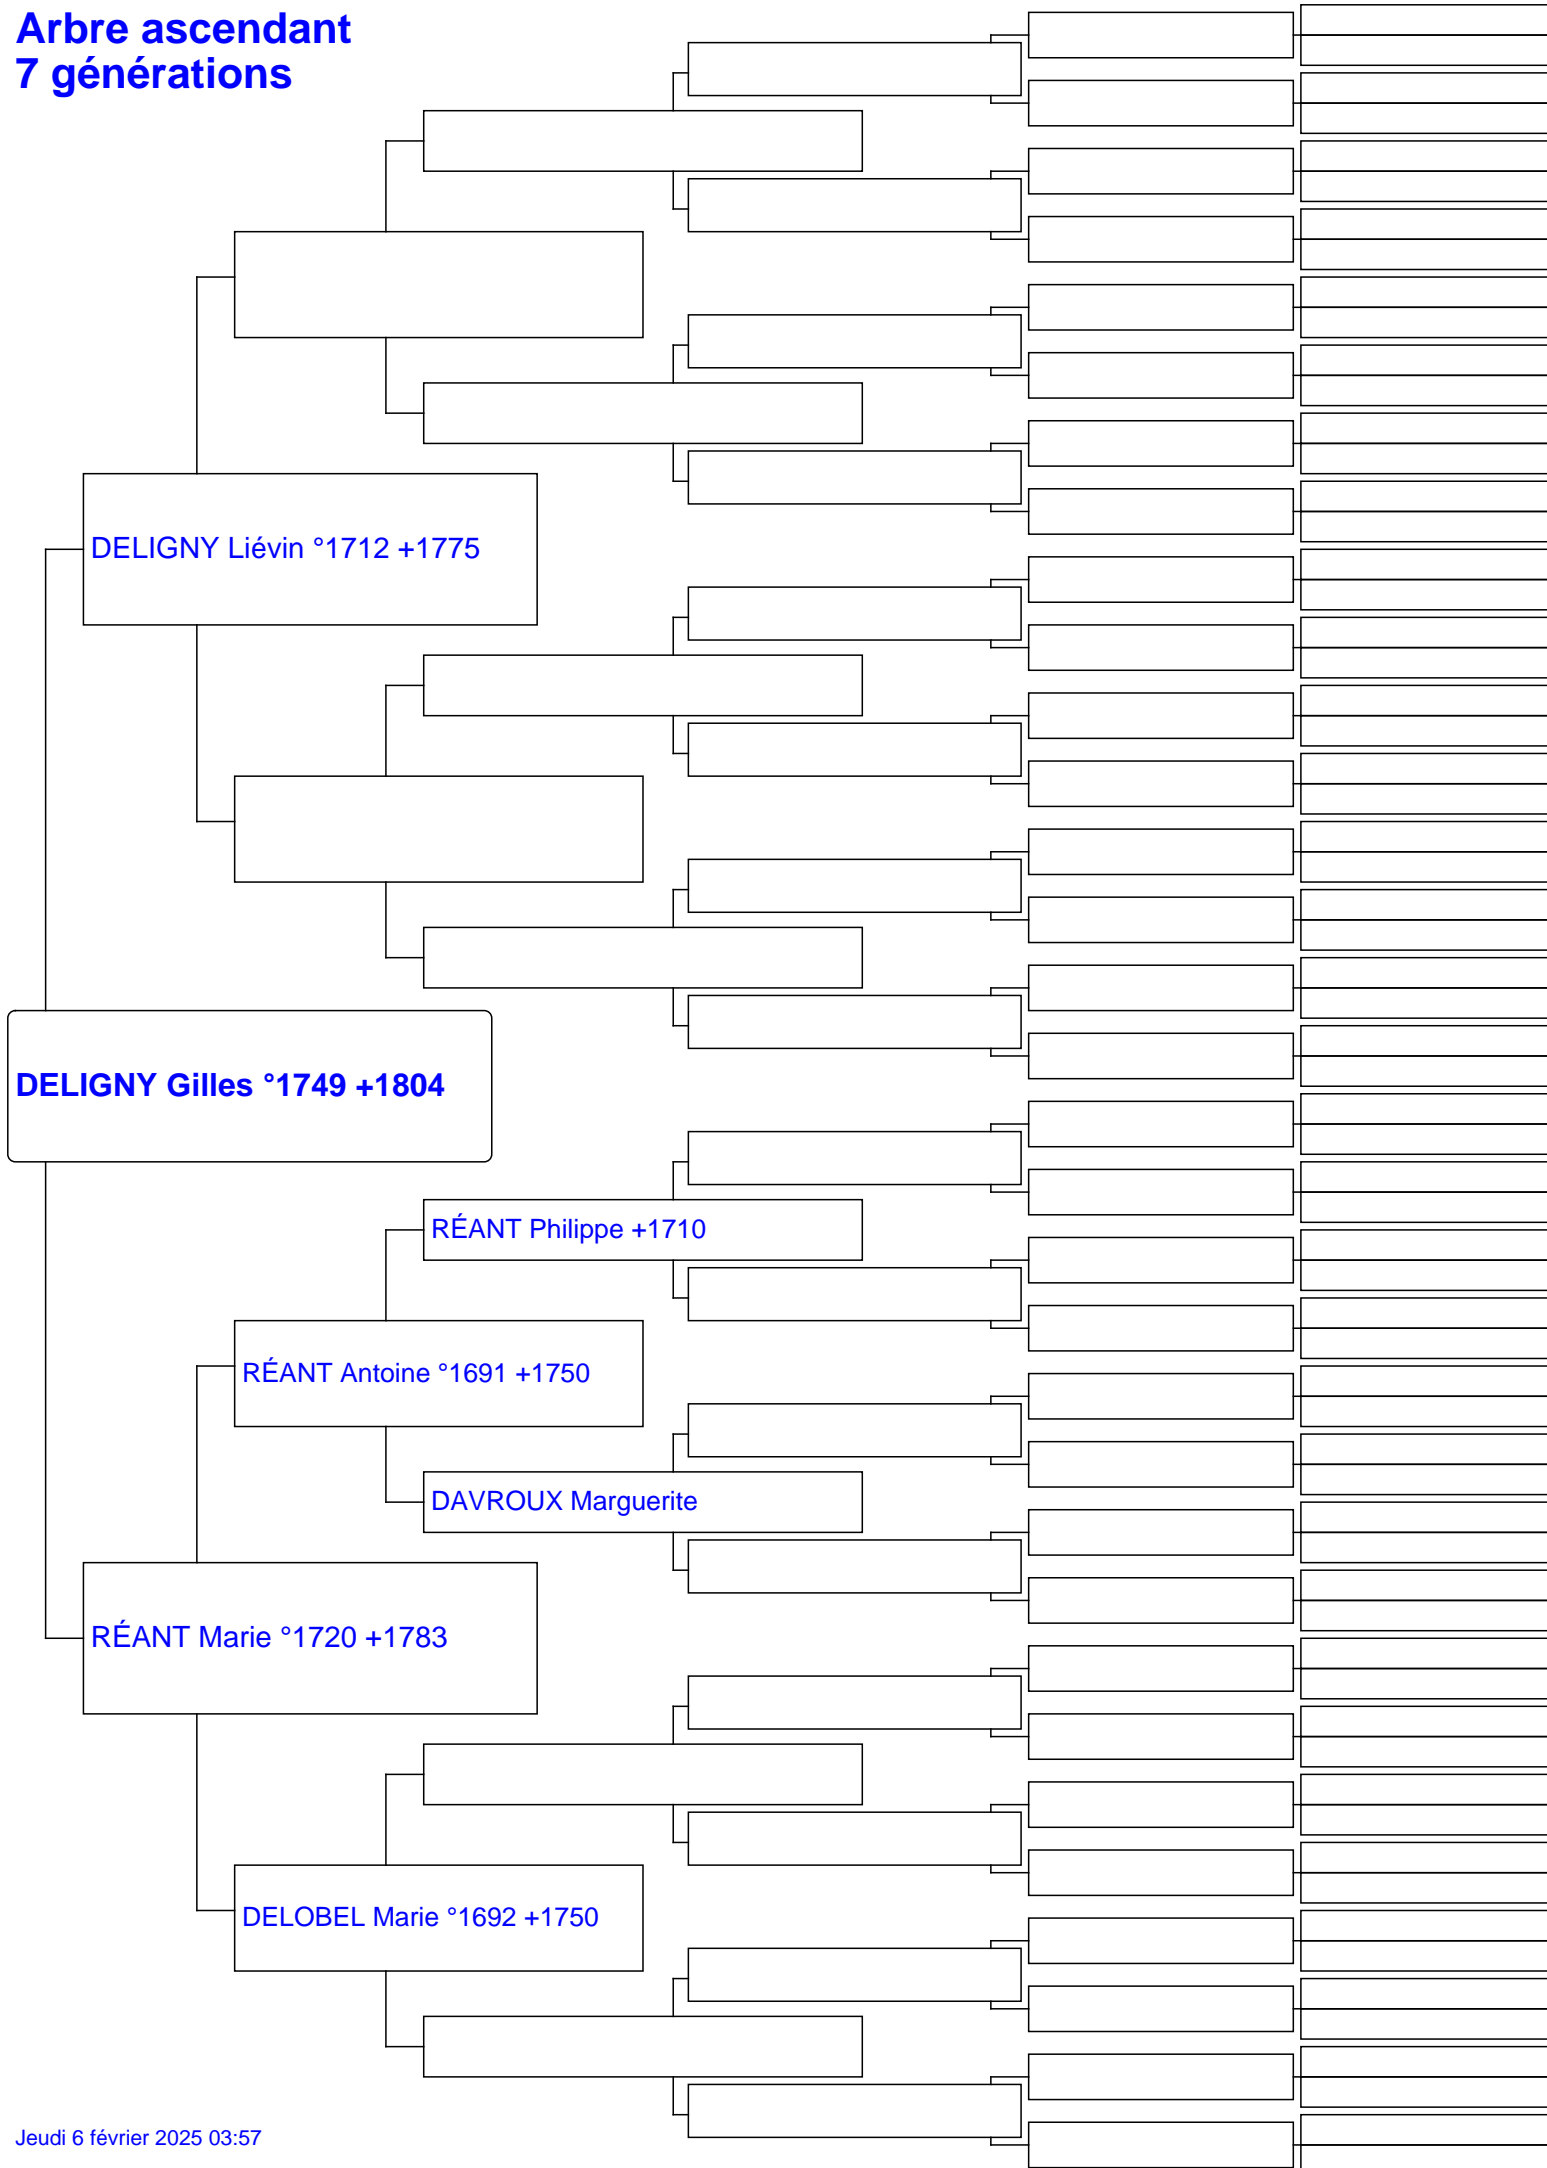 Arbre ascendant
7 générations
DELIGNY Liévin °1712 +1775
DELIGNY Gilles °1749 +1804
RÉANT Philippe +1710
RÉANT Antoine °1691 +1750
DAVROUX Marguerite
RÉANT Marie °1720 +1783
DELOBEL Marie °1692 +1750
Jeudi 6 février 2025 03:57